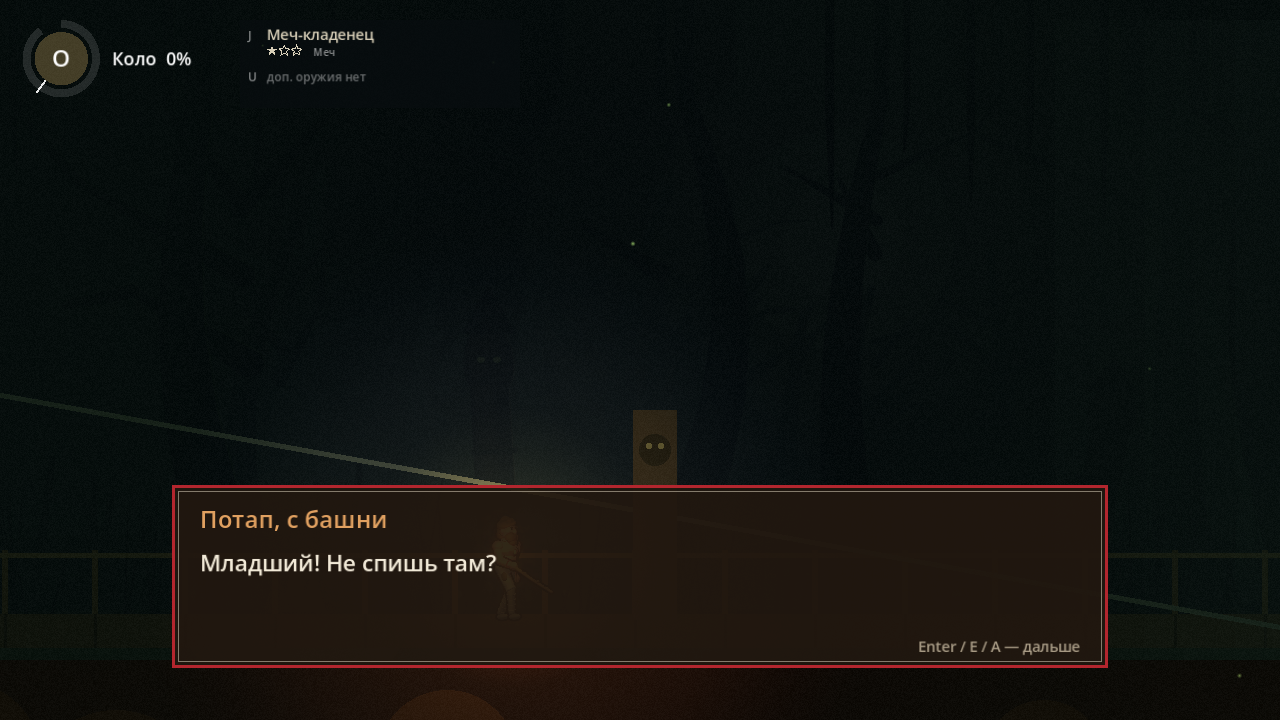 О
Коло 0%
J Меч-кладенец
★☆☆ Меч
U доп. оружия нет
Потап, с башни
Младший! Не спишь там?
Enter / E / A — дальше